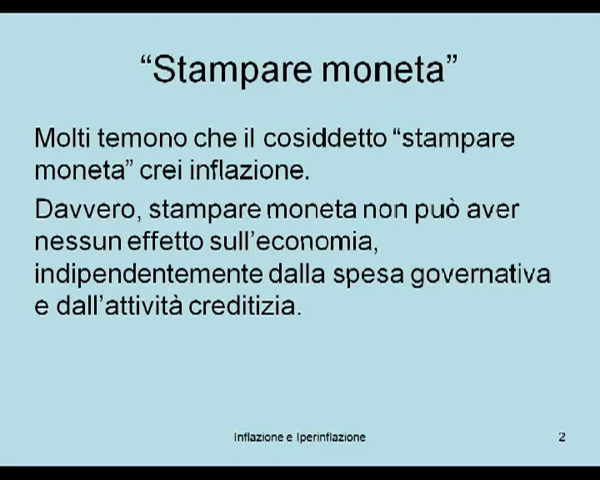 “Stampare moneta”
Molti temono che il cosiddetto “stampare
moneta” crei inflazione.
Davvero, stampare moneta non può aver
nessun effetto sull’economia,
indipendentemente dalla spesa governativa
e dall’attività creditizia.
Inflazione e Iperinflazione
2